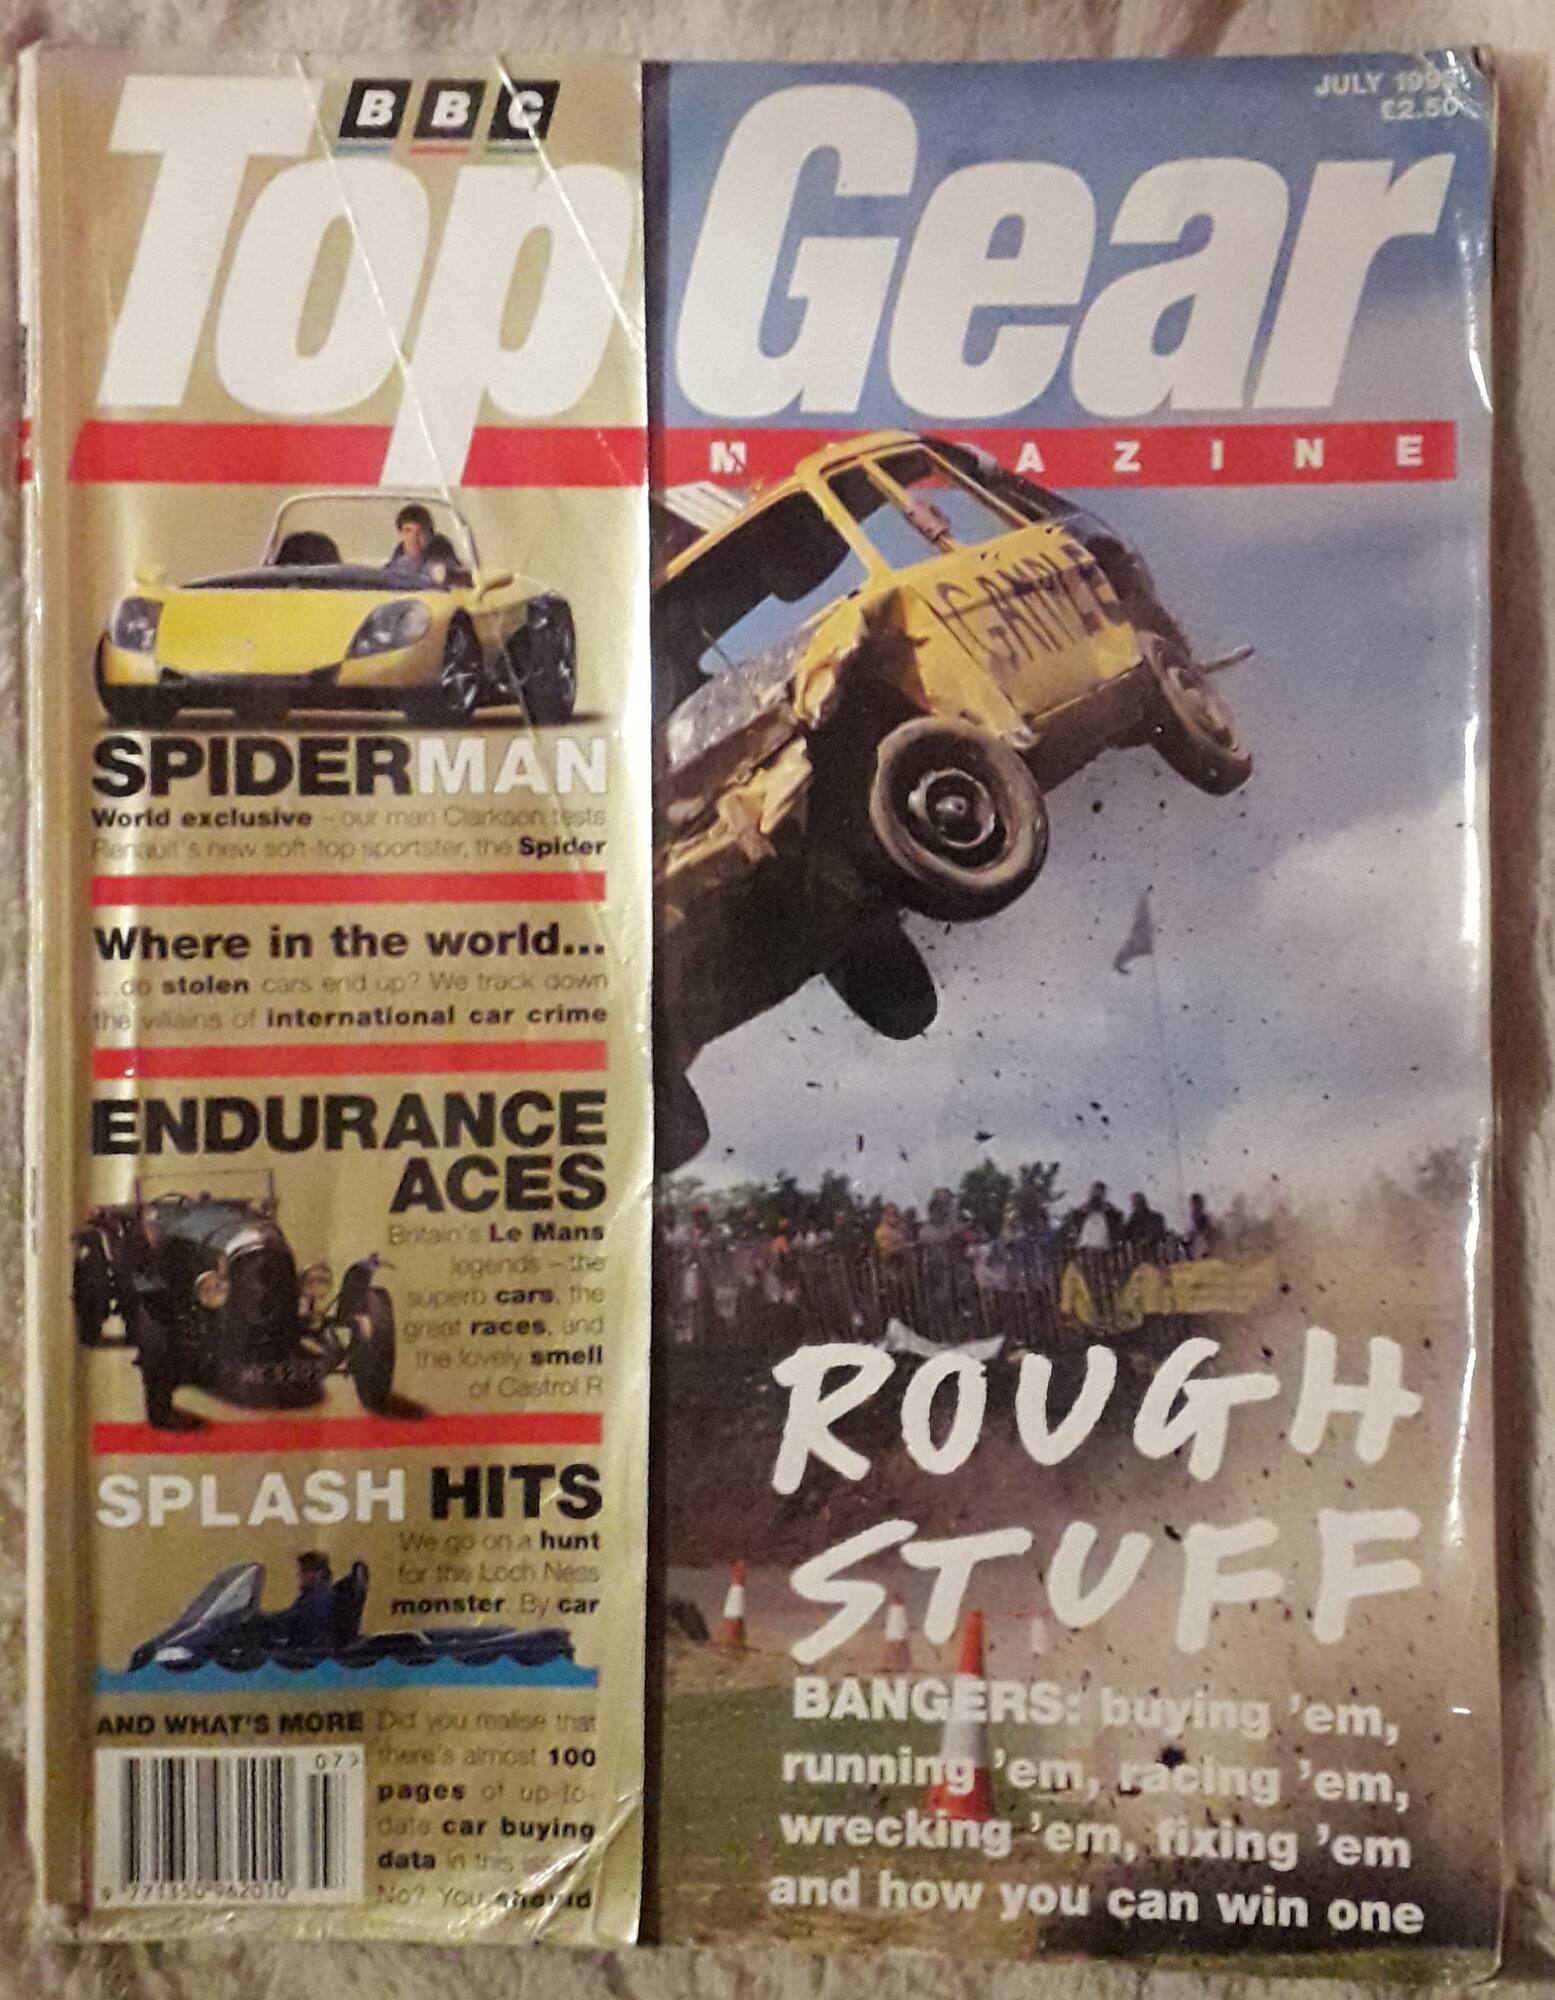 BBC
Top Gear
JULY 199
£2.50
MAGAZINE
SPIDERMAN
World exclusive – our man Clarkson tests
Renault's new soft-top sportster, the Spider
Where in the world...
...do stolen cars end up? We track down
the villains of international car crime
ENDURANCE
ACES
Britain's Le Mans
legends – the
superb cars, the
great races, and
the lovely smell
of Castrol R
SPLASH HITS
We go on a hunt
for the Loch Ness
monster. By car
AND WHAT'S MORE Did you realise that
there's almost 100
pages of up-to-
date car buying
data in this
No? You should
07>
9 771350 962010
ROUGH
STUFF
BANGERS: buying 'em,
running 'em, racing 'em,
wrecking 'em, fixing 'em
and how you can win one